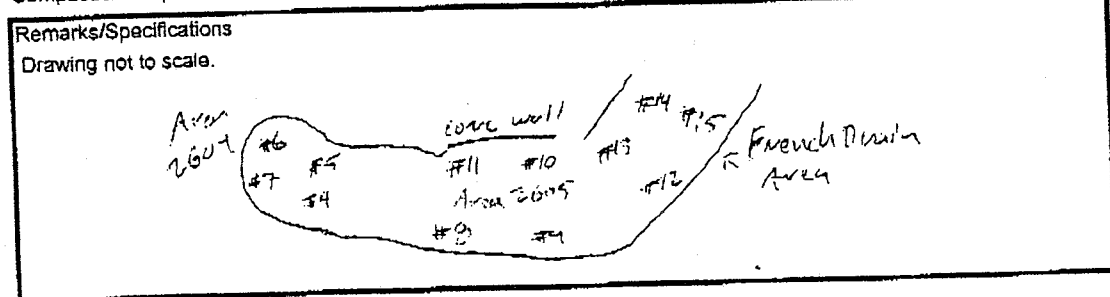 Remarks/Specifications
Drawing not to scale.
Area
conc wall
#14
#15
#6
#5
#7
#4
#11
#10
#13
French Drain
Area
#12
Area 2605
#8
#9